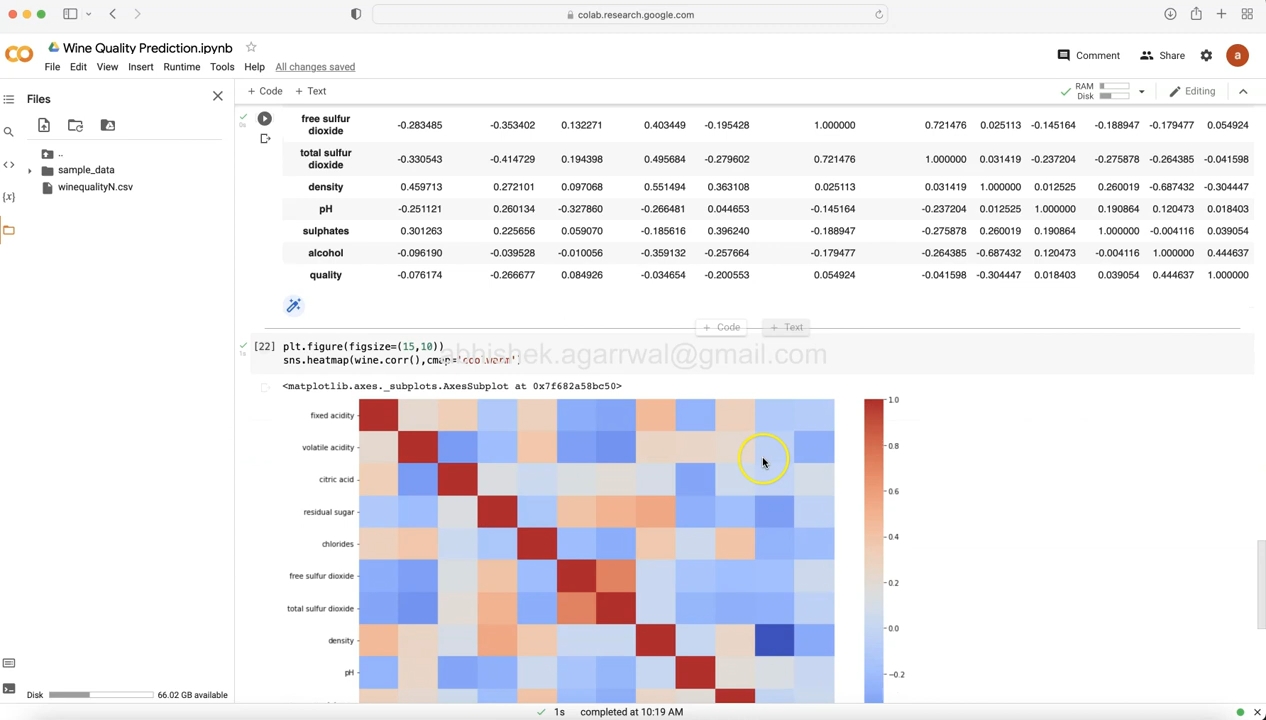 colab.research.google.com
Wine Quality Prediction.ipynb
File Edit View Insert Runtime Tools Help All changes saved
Comment Share a
+ Code + Text
RAM
Disk
Editing
Files
..
sample_data
winequalityN.csv
{x}
0s
free sulfur dioxide -0.283485 -0.353402 0.132271 0.403449 -0.195428 1.000000 0.721476 0.025113 -0.145164 -0.188947 -0.179477 0.054924
total sulfur dioxide -0.330543 -0.414729 0.194398 0.495684 -0.279602 0.721476 1.000000 0.031419 -0.237204 -0.275878 -0.264385 -0.041598
density 0.459713 0.272101 0.097068 0.551494 0.363108 0.025113 0.031419 1.000000 0.012525 0.260019 -0.687432 -0.304447
pH -0.251121 0.260134 -0.327860 -0.266481 0.044653 -0.145164 -0.237204 0.012525 1.000000 0.190864 0.120473 0.018403
sulphates 0.301263 0.225656 0.059070 -0.185616 0.396240 -0.188947 -0.275878 0.260019 0.190864 1.000000 -0.004116 0.039054
alcohol -0.096190 -0.039528 -0.010056 -0.359132 -0.257664 -0.179477 -0.264385 -0.687432 0.120473 -0.004116 1.000000 0.444637
quality -0.076174 -0.266677 0.084926 -0.034654 -0.200553 0.054924 -0.041598 -0.304447 0.018403 0.039054 0.444637 1.000000
+ Code + Text
1s
[22] plt.figure(figsize=(15,10))
sns.heatmap(wine.corr(),cmap='coolwarm')
abhishek.agarrwal@gmail.com
<matplotlib.axes._subplots.AxesSubplot at 0x7f682a58bc50>
fixed acidity
volatile acidity
citric acid
residual sugar
chlorides
free sulfur dioxide
total sulfur dioxide
density
pH
1.0
0.8
0.6
0.4
0.2
0.0
-0.2
Disk 66.02 GB available
1s completed at 10:19 AM